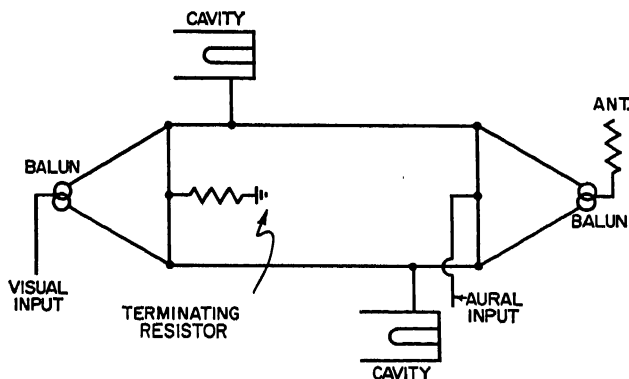 CAVITY
ANT.
BALUN
BALUN
VISUAL
INPUT
TERMINATING
RESISTOR
AURAL
INPUT
CAVITY